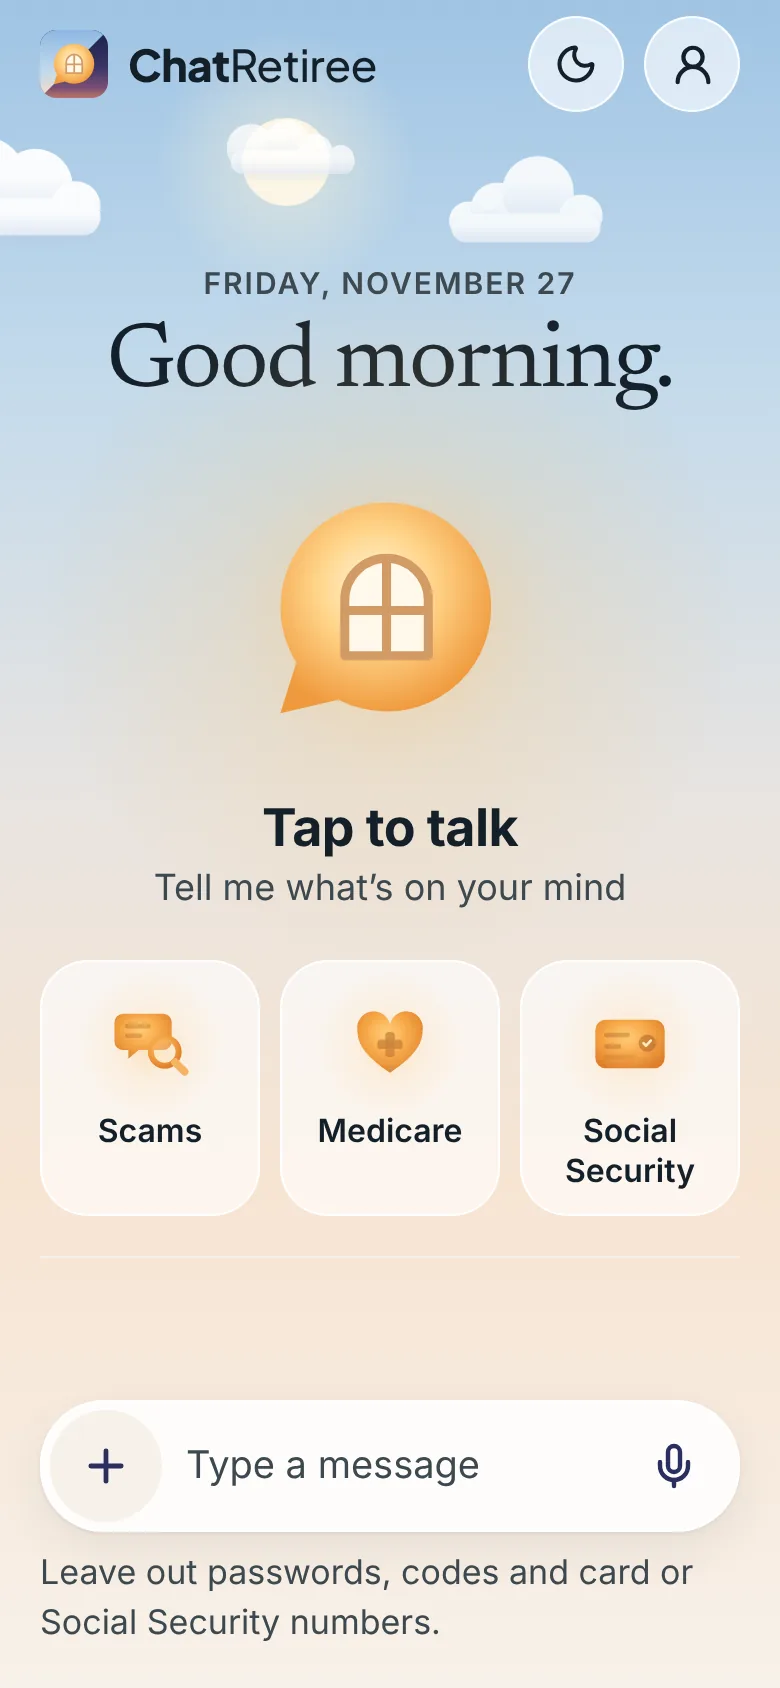 ChatRetiree
FRIDAY, NOVEMBER 27
Good morning.
Tap to talk
Tell me what’s on your mind
Scams
Medicare
Social
Security
Type a message
Leave out passwords, codes and card or
Social Security numbers.